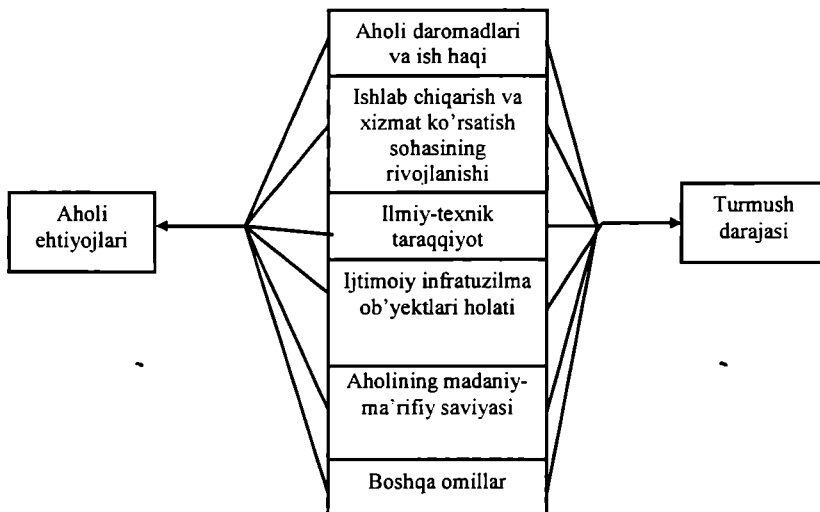 Aholi daromadlari
va ish haqi
Ishlab chiqarish va
xizmat ko'rsatish
sohasining
rivojlanishi
Aholi
ehtiyojlari
Ilmiy-texnik
taraqqiyot
Turmush
darajasi
Ijtimoiy infratuzilma
ob'yektlari holati
Aholining madaniy-
ma`rifiy saviyasi
Boshqa omillar